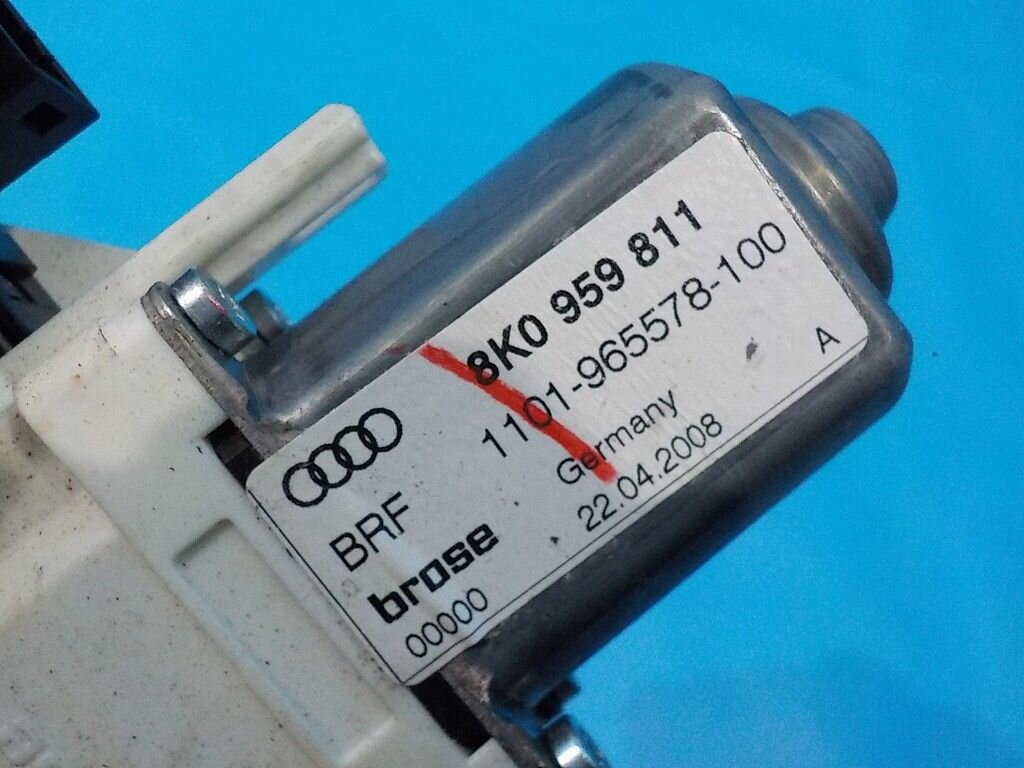 8K0 959 811
1101-965578-100
BRF
Germany
A
brose
22.04.2008
00000